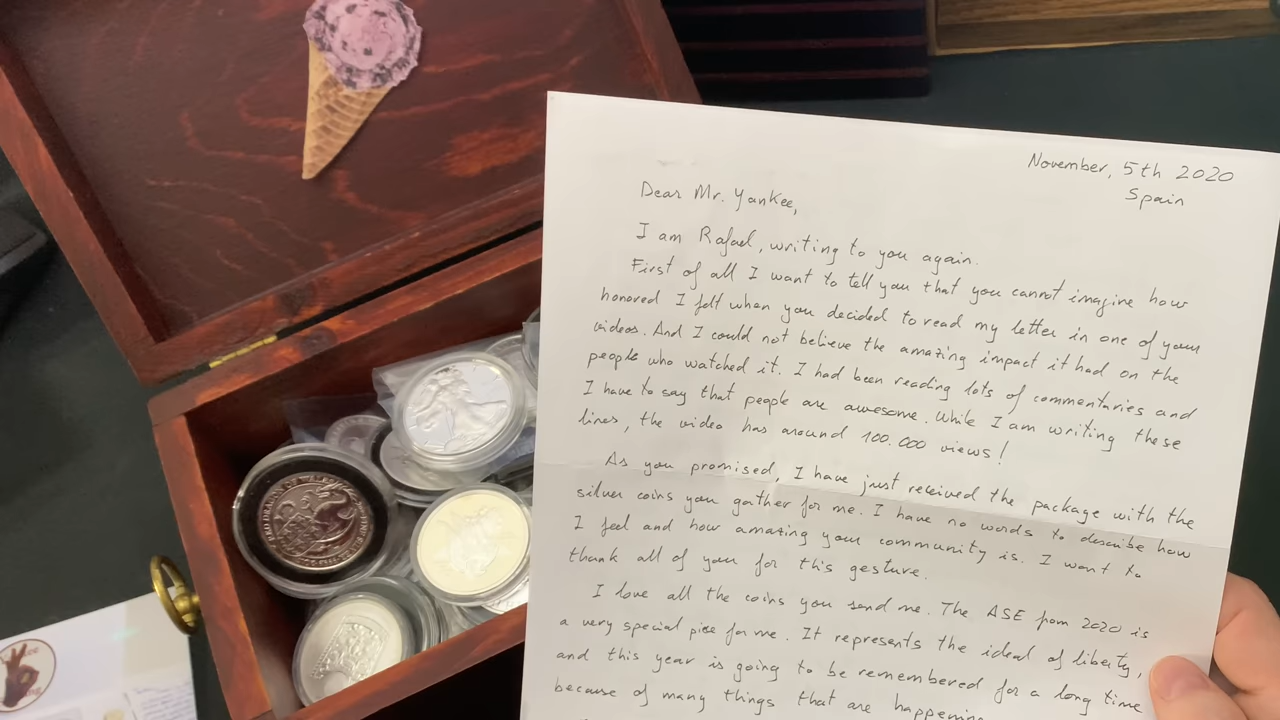 November, 5th 2020
Spain
Dear Mr. Yankee,
I am Rafael, writing to you again.
First of all I want to tell you that you cannot imagine how
honored I felt when you decided to read my letter in one of your
videos. And I could not believe the amazing impact it had on the
people who watched it. I had been reading lots of commentaries and
I have to say that people are awesome. While I am writing these
lines, the video has around 100.000 views!
As you promised, I have just received the package with the
silver coins you gather for me. I have no words to describe how
I feel and how amazing your community is. I want to
thank all of you for this gesture.
I love all the coins you send me. The ASE from 2020 is
a very special piece for me. It represents the ideal of liberty,
and this year is going to be remembered for a long time
because of many things that are happening
RED DRAGON OF WALES